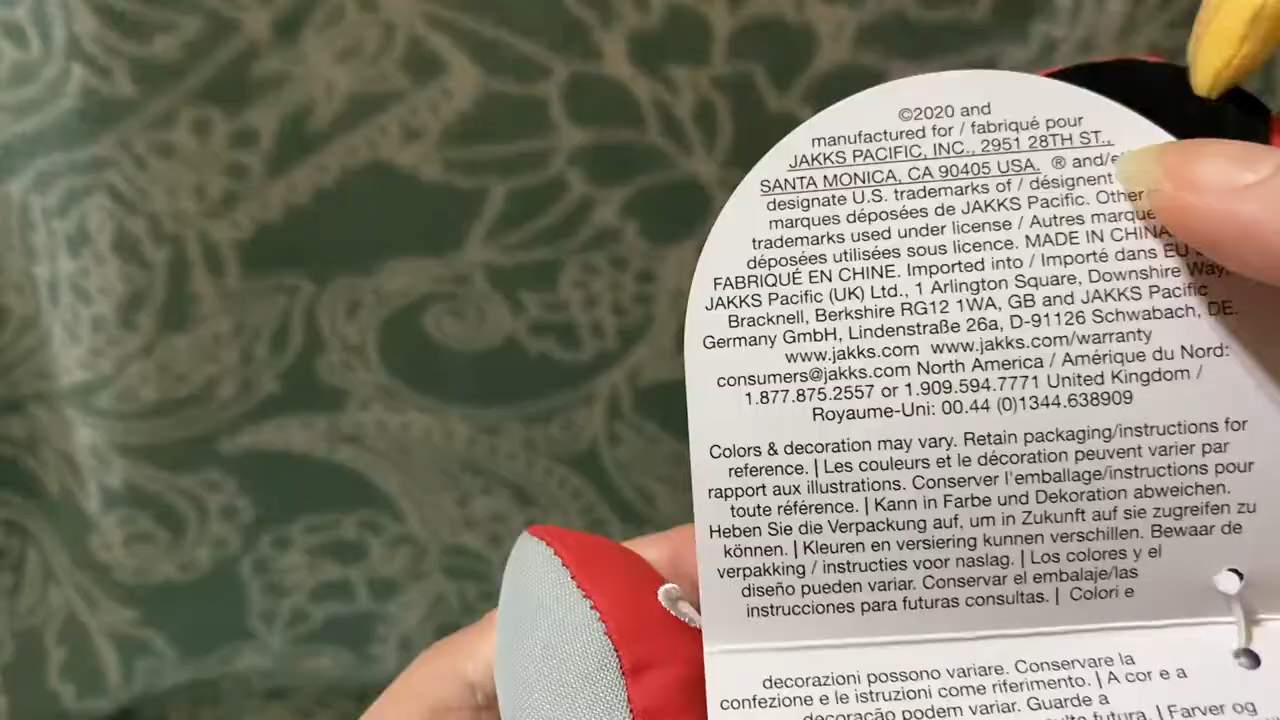 ©2020 and
manufactured for / fabriqué pour
JAKKS PACIFIC, INC., 2951 28TH ST.,
SANTA MONICA, CA 90405 USA. ® and/
designate U.S. trademarks of / désignent
marques déposées de JAKKS Pacific. Other
trademarks used under license / Autres marque
déposées utilisées sous licence. MADE IN CHINA
FABRIQUÉ EN CHINE. Imported into / Importé dans EU
JAKKS Pacific (UK) Ltd., 1 Arlington Square, Downshire Way,
Bracknell, Berkshire RG12 1WA, GB and JAKKS Pacific
Germany GmbH, Lindenstraße 26a, D-91126 Schwabach, DE.
www.jakks.com www.jakks.com/warranty
consumers@jakks.com North America / Amérique du Nord:
1.877.875.2557 or 1.909.594.7771 United Kingdom /
Royaume-Uni: 00.44 (0)1344.638909
Colors & decoration may vary. Retain packaging/instructions for
reference. | Les couleurs et le décoration peuvent varier par
rapport aux illustrations. Conserver l'emballage/instructions pour
toute référence. | Kann in Farbe und Dekoration abweichen.
Heben Sie die Verpackung auf, um in Zukunft auf sie zugreifen zu
können. | Kleuren en versiering kunnen verschillen. Bewaar de
verpakking / instructies voor naslag. | Los colores y el
diseño pueden variar. Conservar el embalaje/las
instrucciones para futuras consultas. | Colori e
decorazioni possono variare. Conservare la
confezione e le istruzioni come riferimento. | A cor e a
decoração podem variar. Guarde a
futura. | Farver og